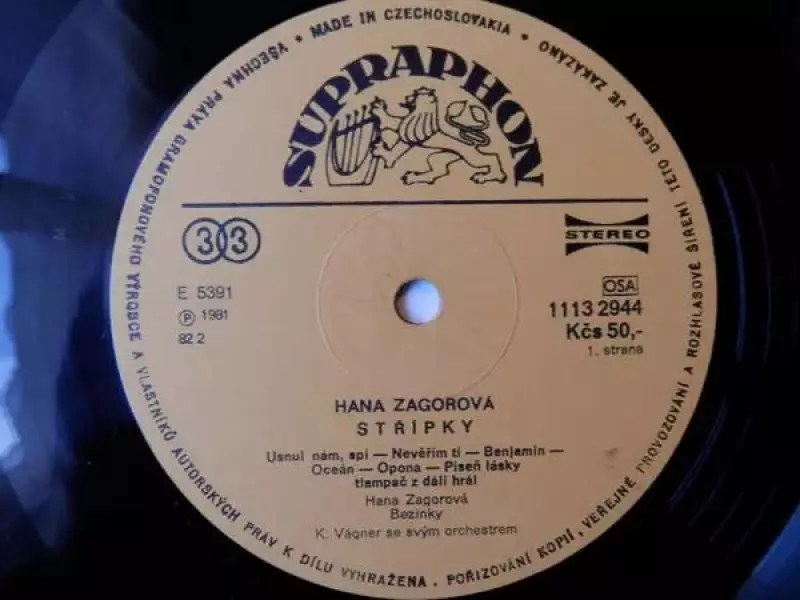 • MADE IN CZECHOSLOVAKIA •
VŠECHNA PRÁVA GRAMOFONOVÉHO VÝROBCE A VLASTNÍKŮ AUTORSKÝCH PRÁV K DÍLU VYHRAŽENA. POŘIZOVÁNÍ KOPIÍ, VEŘEJNÉ PROVOZOVÁNÍ A ROZHLASOVÉ ŠÍŘENÍ TÉTO DESKY JE ZAKÁZÁNO
SUPRAPHON
33
STEREO
E 5391
Ⓟ 1981
82 2
OSA
1113 2944
Kčs 50,-
1. strana
HANA ZAGOROVÁ
STŘÍPKY
Usnul nám, spi — Nevěřím ti — Benjamin —
Oceán — Opona — Píseň lásky
tlampač z dáli hrál
Hana Zagorová
Bezinky
K. Vágner se svým orchestrem